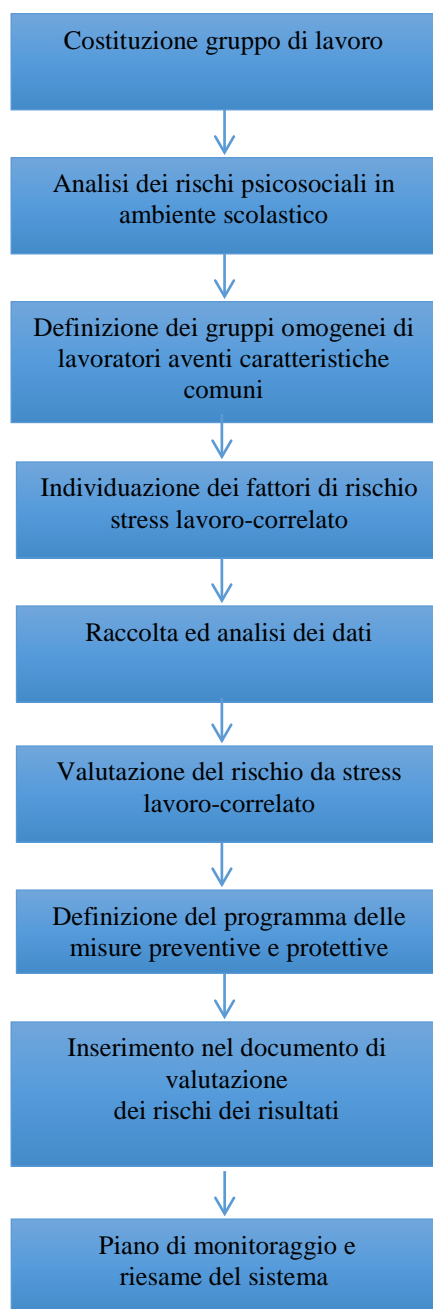 Costituzione gruppo di lavoro
Analisi dei rischi psicosociali in
ambiente scolastico
Definizione dei gruppi omogenei di
lavoratori aventi caratteristiche
comuni
Individuazione dei fattori di rischio
stress lavoro-correlato
Raccolta ed analisi dei dati
Valutazione del rischio da stress
lavoro-correlato
Definizione del programma delle
misure preventive e protettive
Inserimento nel documento di
valutazione
dei rischi dei risultati
Piano di monitoraggio e
riesame del sistema